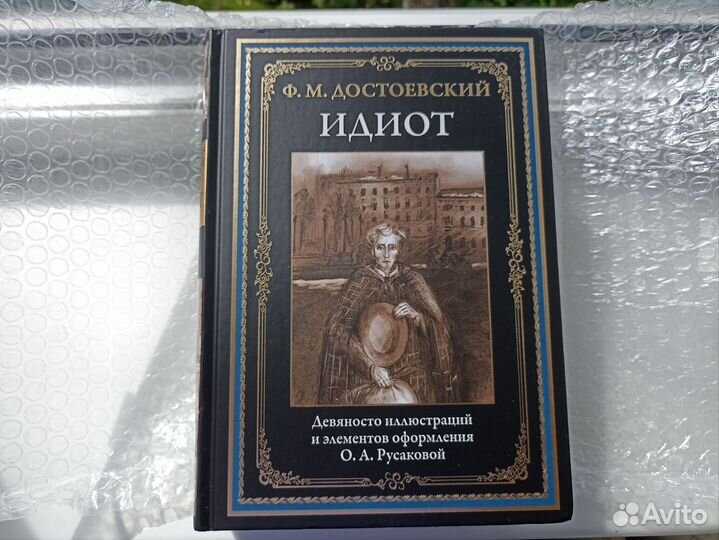 Ф. М. ДОСТОЕВСКИЙ
ИДИОТ
Девяносто иллюстраций
и элементов оформления
О. А. Русаковой
Avito